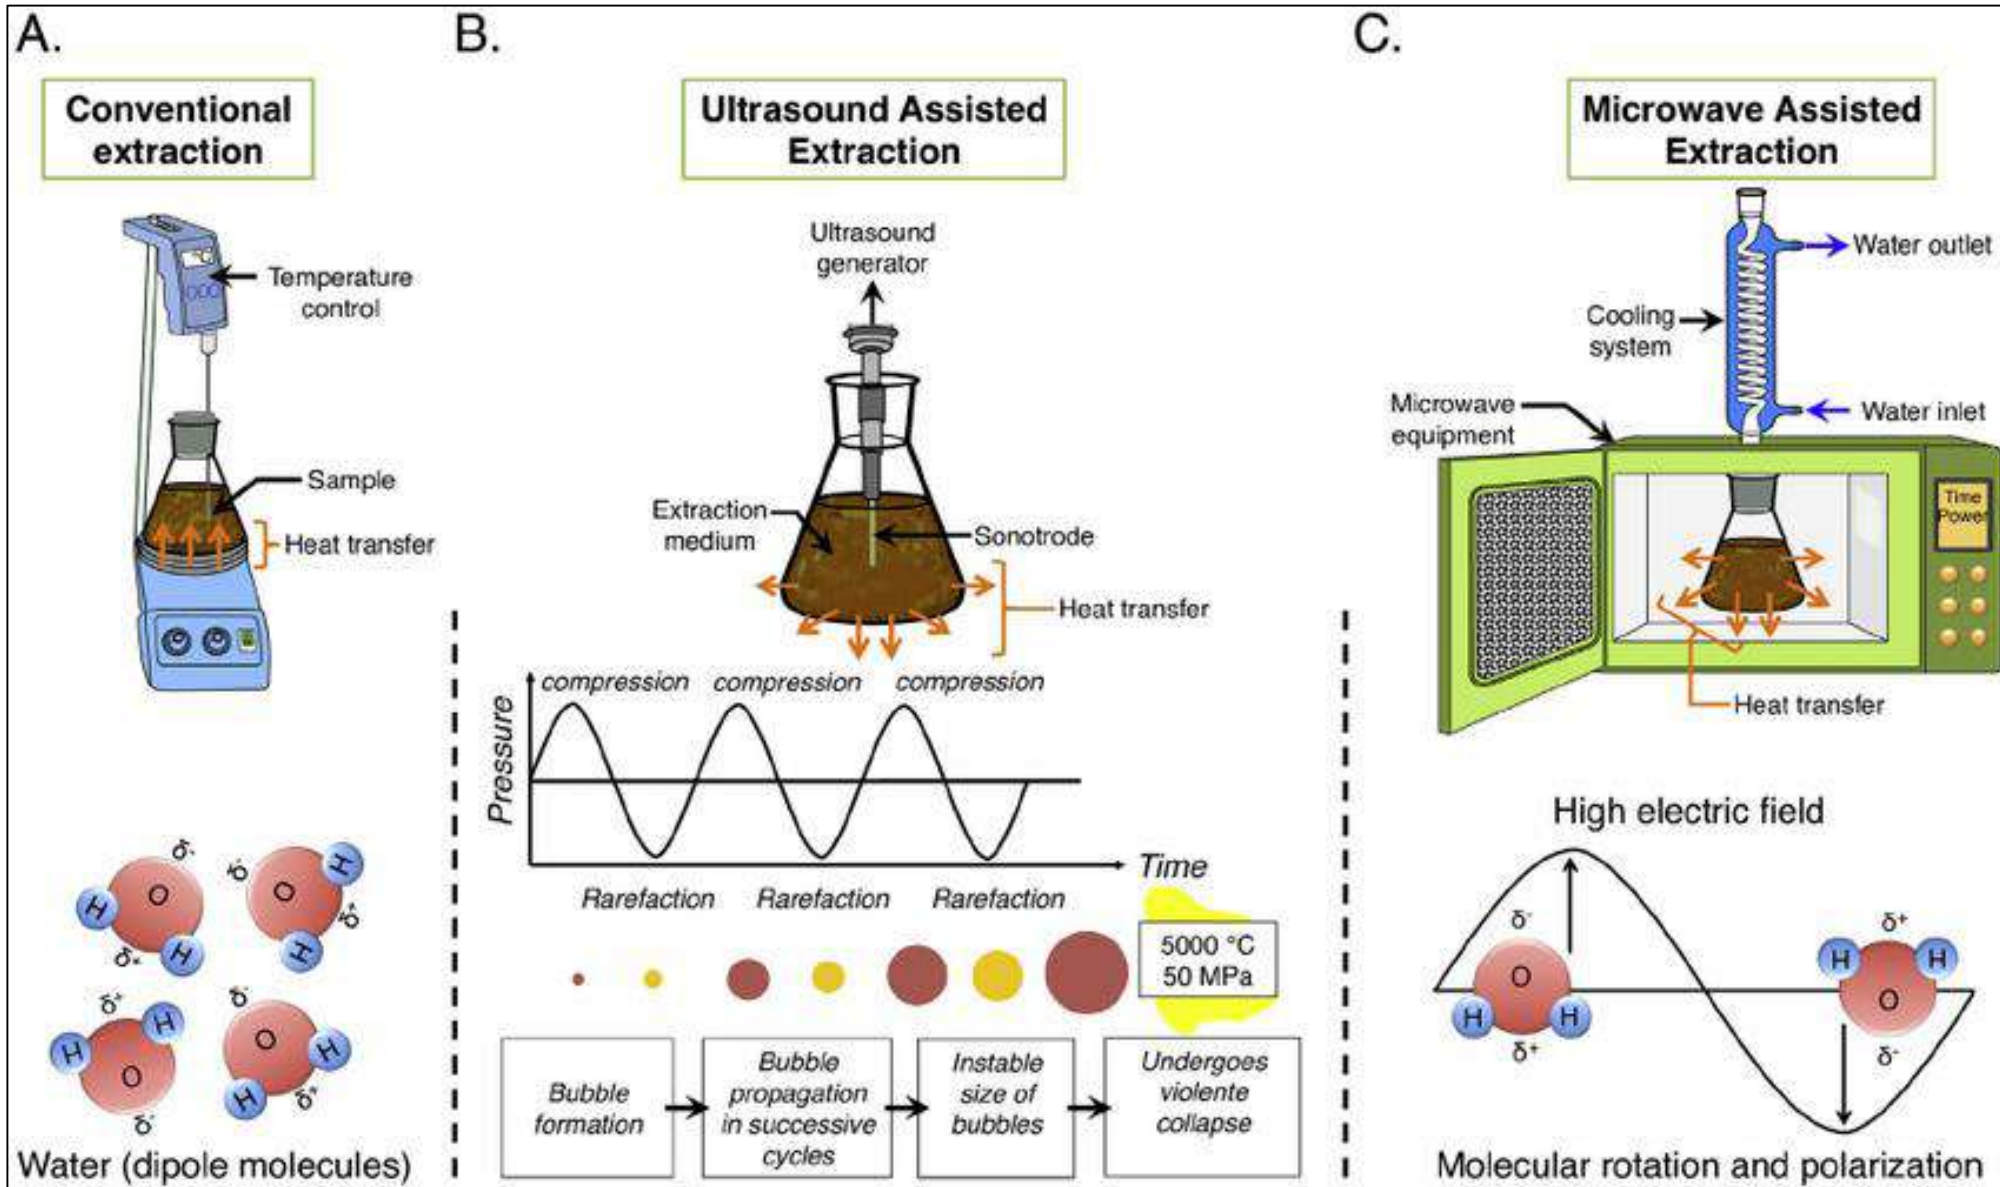 A.
Conventional
extraction
Temperature
control
Sample
Heat transfer
O
H
H
δ-
δ+
O
H
H
δ-
δ+
O
H
H
δ+
δ-
O
H
H
δ-
δ+
Water (dipole molecules)
B.
Ultrasound Assisted
Extraction
Ultrasound
generator
Extraction
medium
Sonotrode
Heat transfer
compression compression compression
Pressure
Time
Rarefaction Rarefaction Rarefaction
5000 °C
50 MPa
Bubble
formation
Bubble
propagation
in successive
cycles
Instable
size of
bubbles
Undergoes
violente
collapse
C.
Microwave Assisted
Extraction
Water outlet
Cooling
system
Microwave
equipment
Water inlet
Time
Power
Heat transfer
High electric field
δ-
O
H H
δ+
δ+
H H
O
δ-
Molecular rotation and polarization